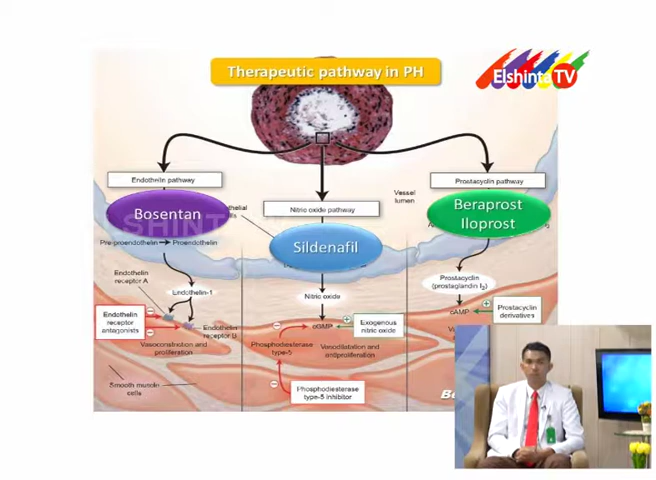 Therapeutic pathway in PH
Elshinta TV
Endothelin pathway
Prostacyclin pathway
Vessel
lumen
Bosentan
Nitric oxide pathway
Beraprost
Iloprost
Sildenafil
Pre-proendothelin
Proendothelin
Endothelin
receptor A
Endothelin-1
Nitric oxide
Prostacyclin
(prostaglandin I2)
cAMP
Prostacyclin
derivatives
Endothelin
receptor
antagonists
Endothelin
receptor B
Vasoconstriction and
proliferation
cGMP
Exogenous
nitric oxide
Phosphodiesterase
type-5
Vasodilatation and
antiproliferation
Smooth muscle
cells
Phosphodiesterase
type-5 inhibitor